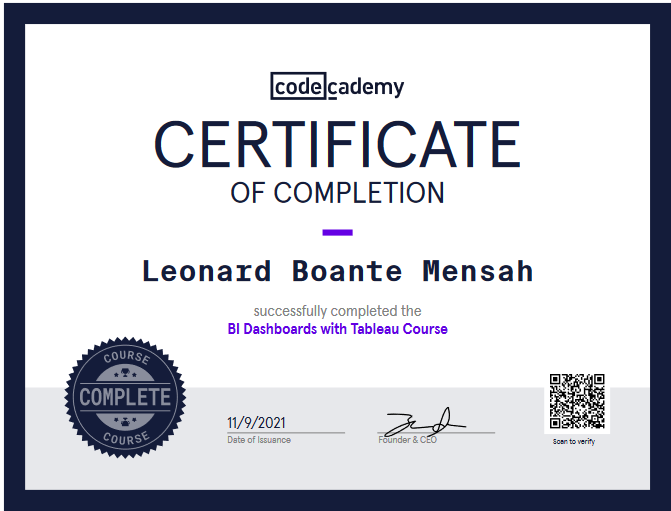 codecademy
CERTIFICATE
OF COMPLETION
Leonard Boante Mensah
successfully completed the
BI Dashboards with Tableau Course
COURSE
COMPLETE
COURSE
11/9/2021
Date of Issuance
Founder & CEO
Scan to verify